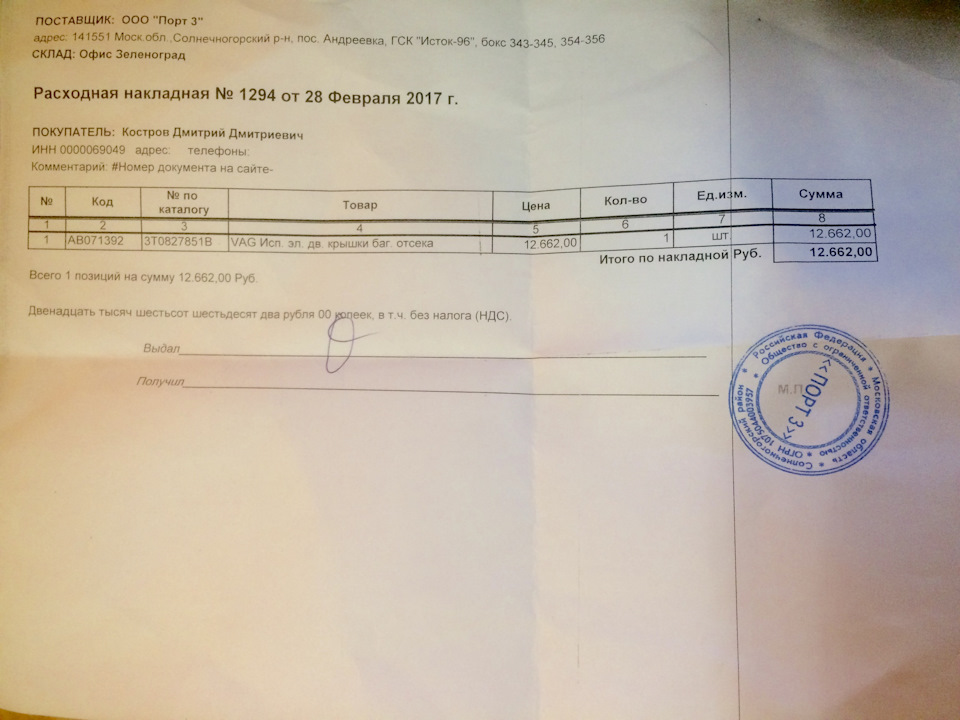 ПОСТАВЩИК: ООО "Порт 3"
адрес: 141551 Моск.обл .,Солнечногорский р-н, пос. Андреевка, ГСК "Исток-96", бокс 343-345, 354-356
СКЛАД: Офис Зеленоград
Расходная накладная № 1294 от 28 Февраля 2017 г.
ПОКУПАТЕЛЬ: Костров Дмитрий Дмитриевич
ИНН 0000069049 адрес: телефоны:
Комментарий: #Номер документа на сайте-
№ Код № по каталогу Товар Цена Кол-во Ед.изм. Сумма
1 2 3 4 5 6 7 8
1 АВ071392 3T0827851B VAG Исп. эл. дв. крышки баг. отсека 12.662,00 1 шт. 12.662,00
Итого по накладной Руб. 12.662,00
Всего 1 позиций на сумму 12.662,00 Руб.
Двенадцать тысяч шестьсот шестьдесят два рубля 00 копеек, в т.ч. без налога (НДС).
Выдал
Получил
М.П.
Российская Федерация * Московская область * Солнечногорский район *
Общество с ограниченной ответственностью * ОГРН 1075044003957 *
<<ПОРТ 3>>